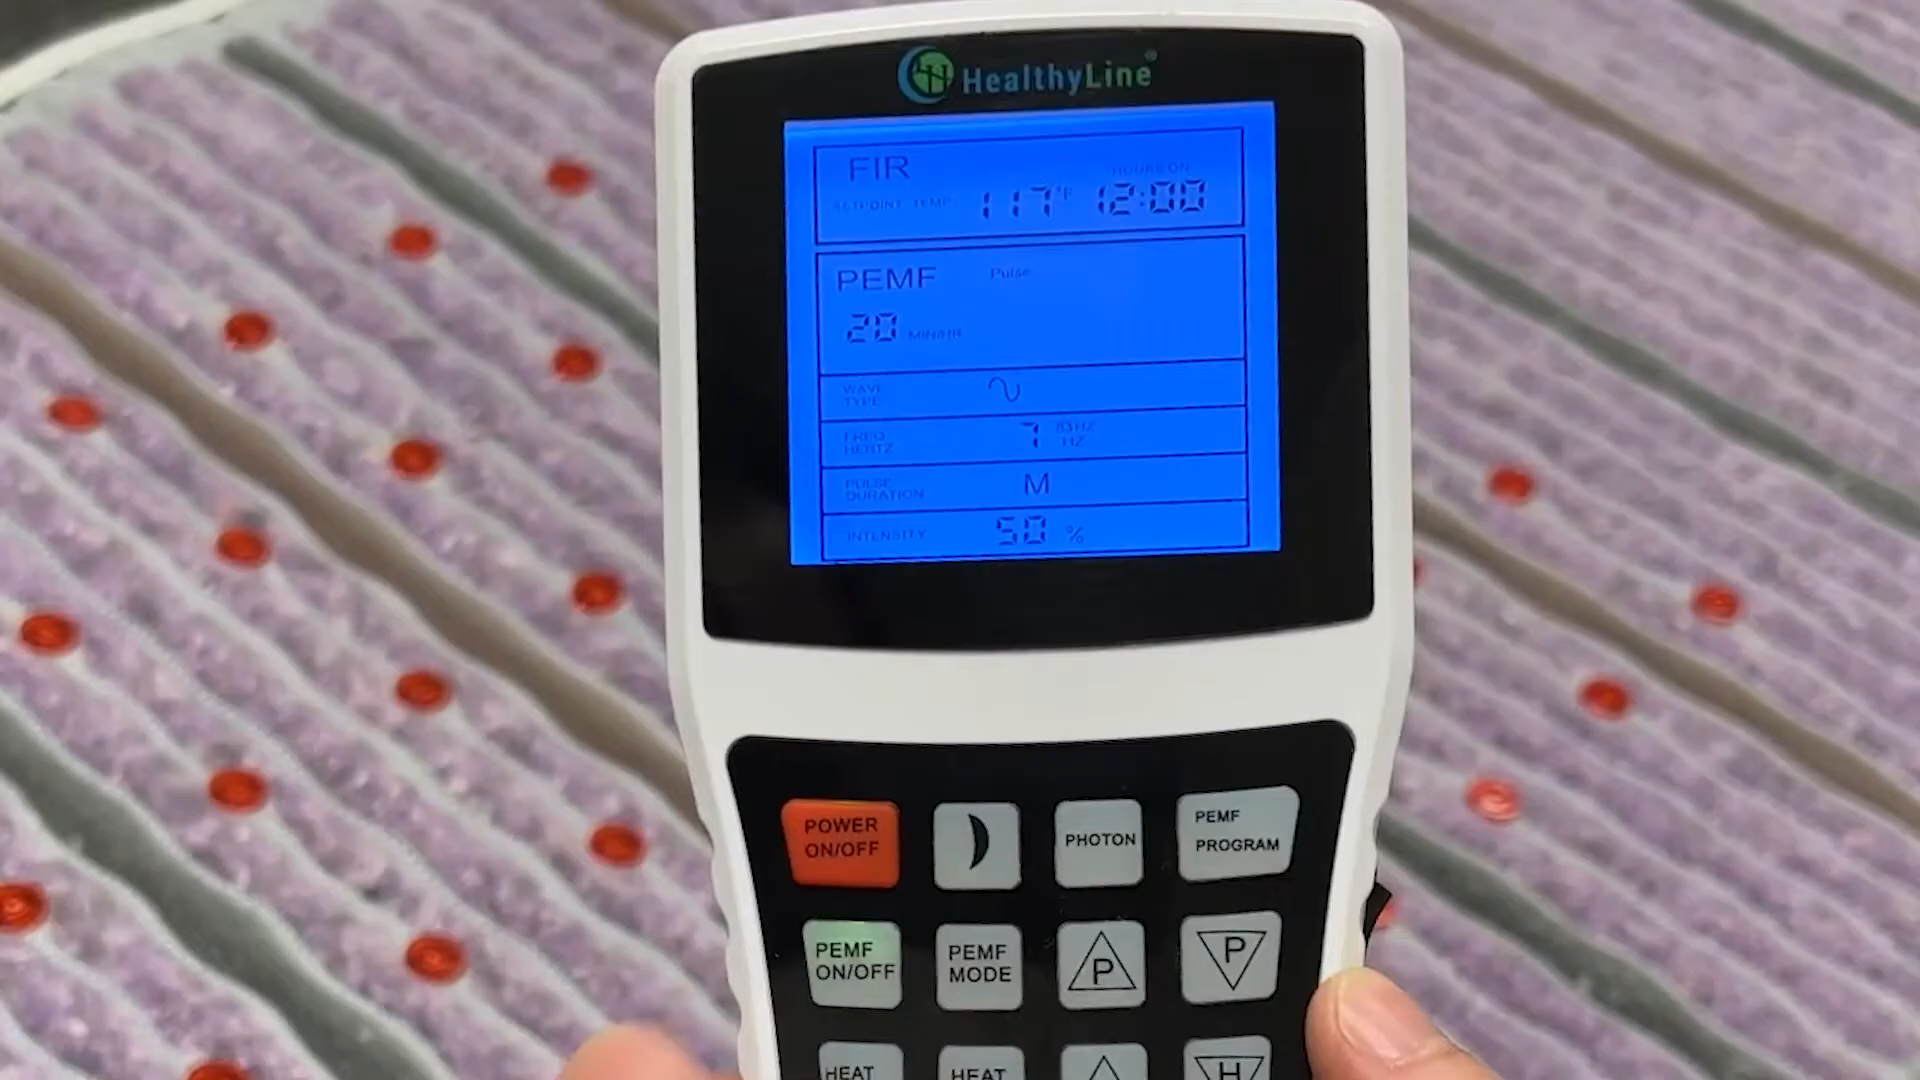 HealthyLine®
FIR
HOURS ON
SETPOINT TEMP 117°F 12:00
PEMF Pulse
20 MIN/HR
WAVE
TYPE
FREQ
HERTZ
7 83HZ
HZ
PULSE
DURATION
M
INTENSITY 50 %
POWER
ON/OFF
PHOTON
PEMF
PROGRAM
PEMF
ON/OFF
PEMF
MODE
P
P
HEAT
HEAT
H